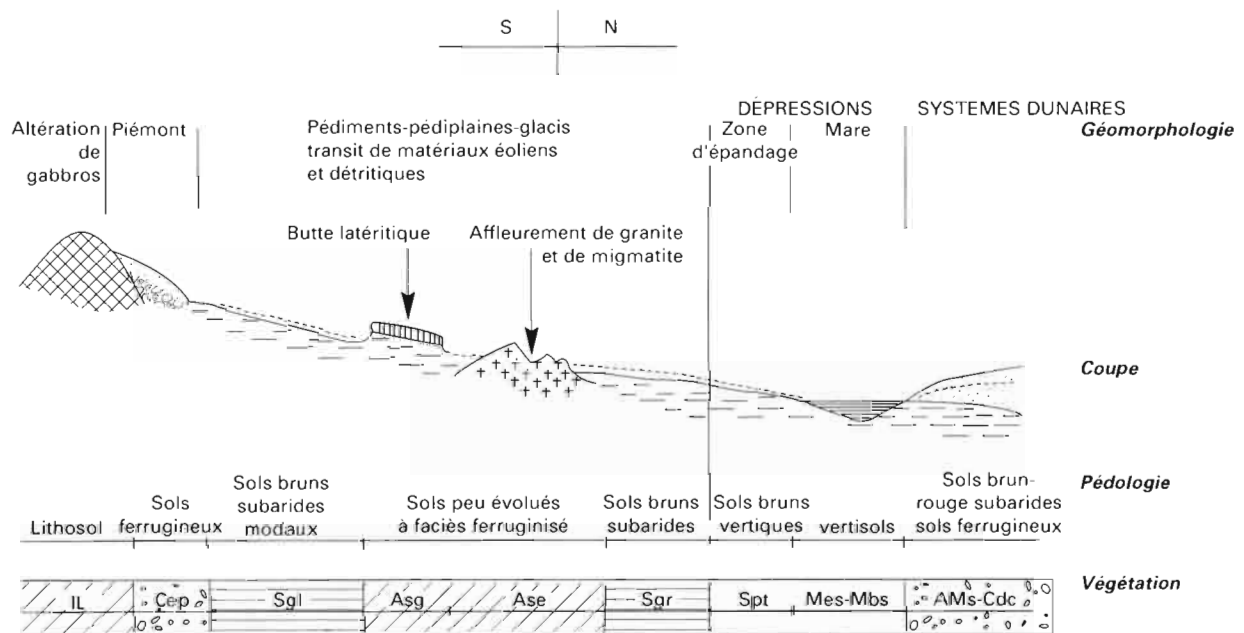 S N
DÉPRESSIONS SYSTEMES DUNAIRES
Altération
de
gabbros
Piémont
Pédiments-pédiplaines-glacis
transit de matériaux éoliens
et détritiques
Zone
d'épandage
Mare
Géomorphologie
Butte latéritique
Affleurement de granite
et de migmatite
Coupe
Pédologie
Lithosol
Sols
ferrugineux
Sols bruns
subarides
modaux
Sols peu évolués
à faciès ferruginisé
Sols bruns
subarides
Sols bruns
vertiques
vertisols
Sols brun-
rouge subarides
sols ferrugineux
Végétation
IL Cep Sgl Asg Ase Sgr Spt Mes-Mbs AMs-Cdc